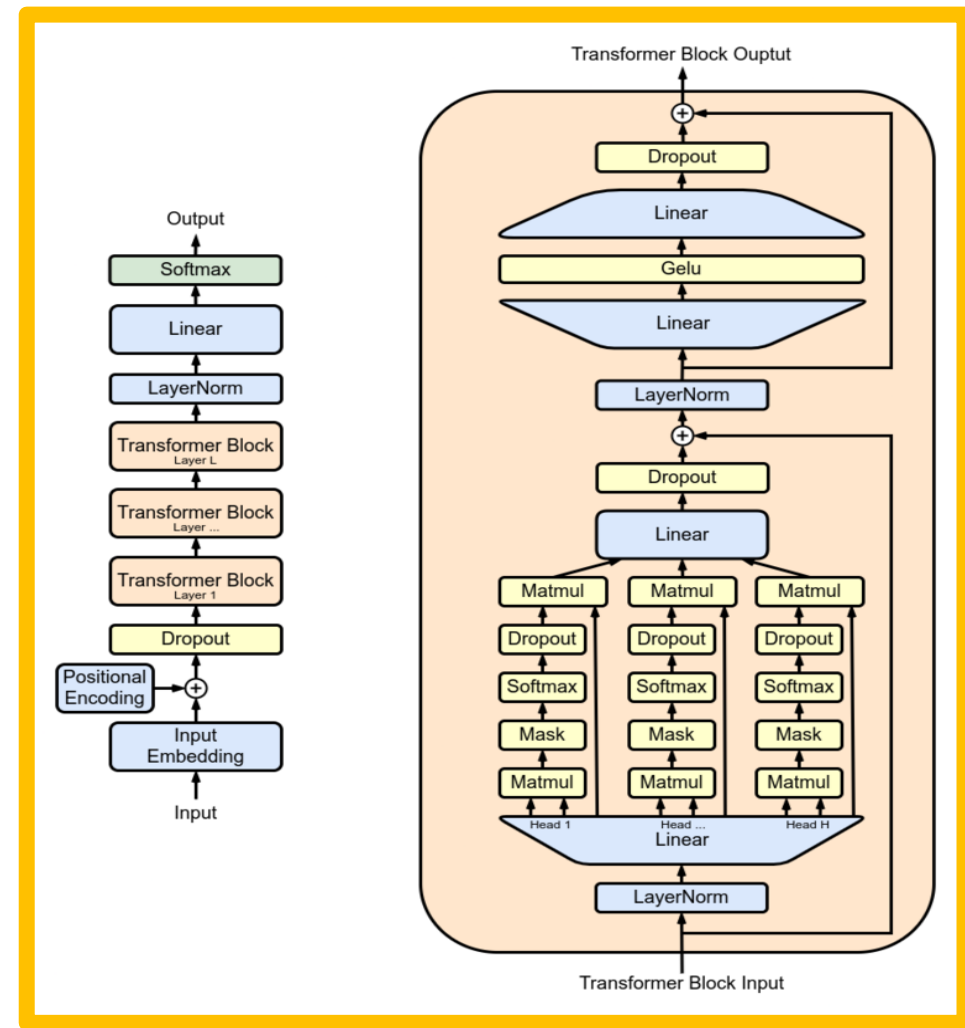 Output
Softmax
Linear
LayerNorm
Transformer Block
Layer L
Transformer Block
Layer ...
Transformer Block
Layer 1
Dropout
Positional
Encoding
+
Input
Embedding
Input
Transformer Block Ouptut
+
Dropout
Linear
Gelu
Linear
LayerNorm
+
Dropout
Linear
Matmul Matmul Matmul
Dropout Dropout Dropout
Softmax Softmax Softmax
Mask Mask Mask
Matmul Matmul Matmul
Head 1 Head ... Head H
Linear
LayerNorm
Transformer Block Input